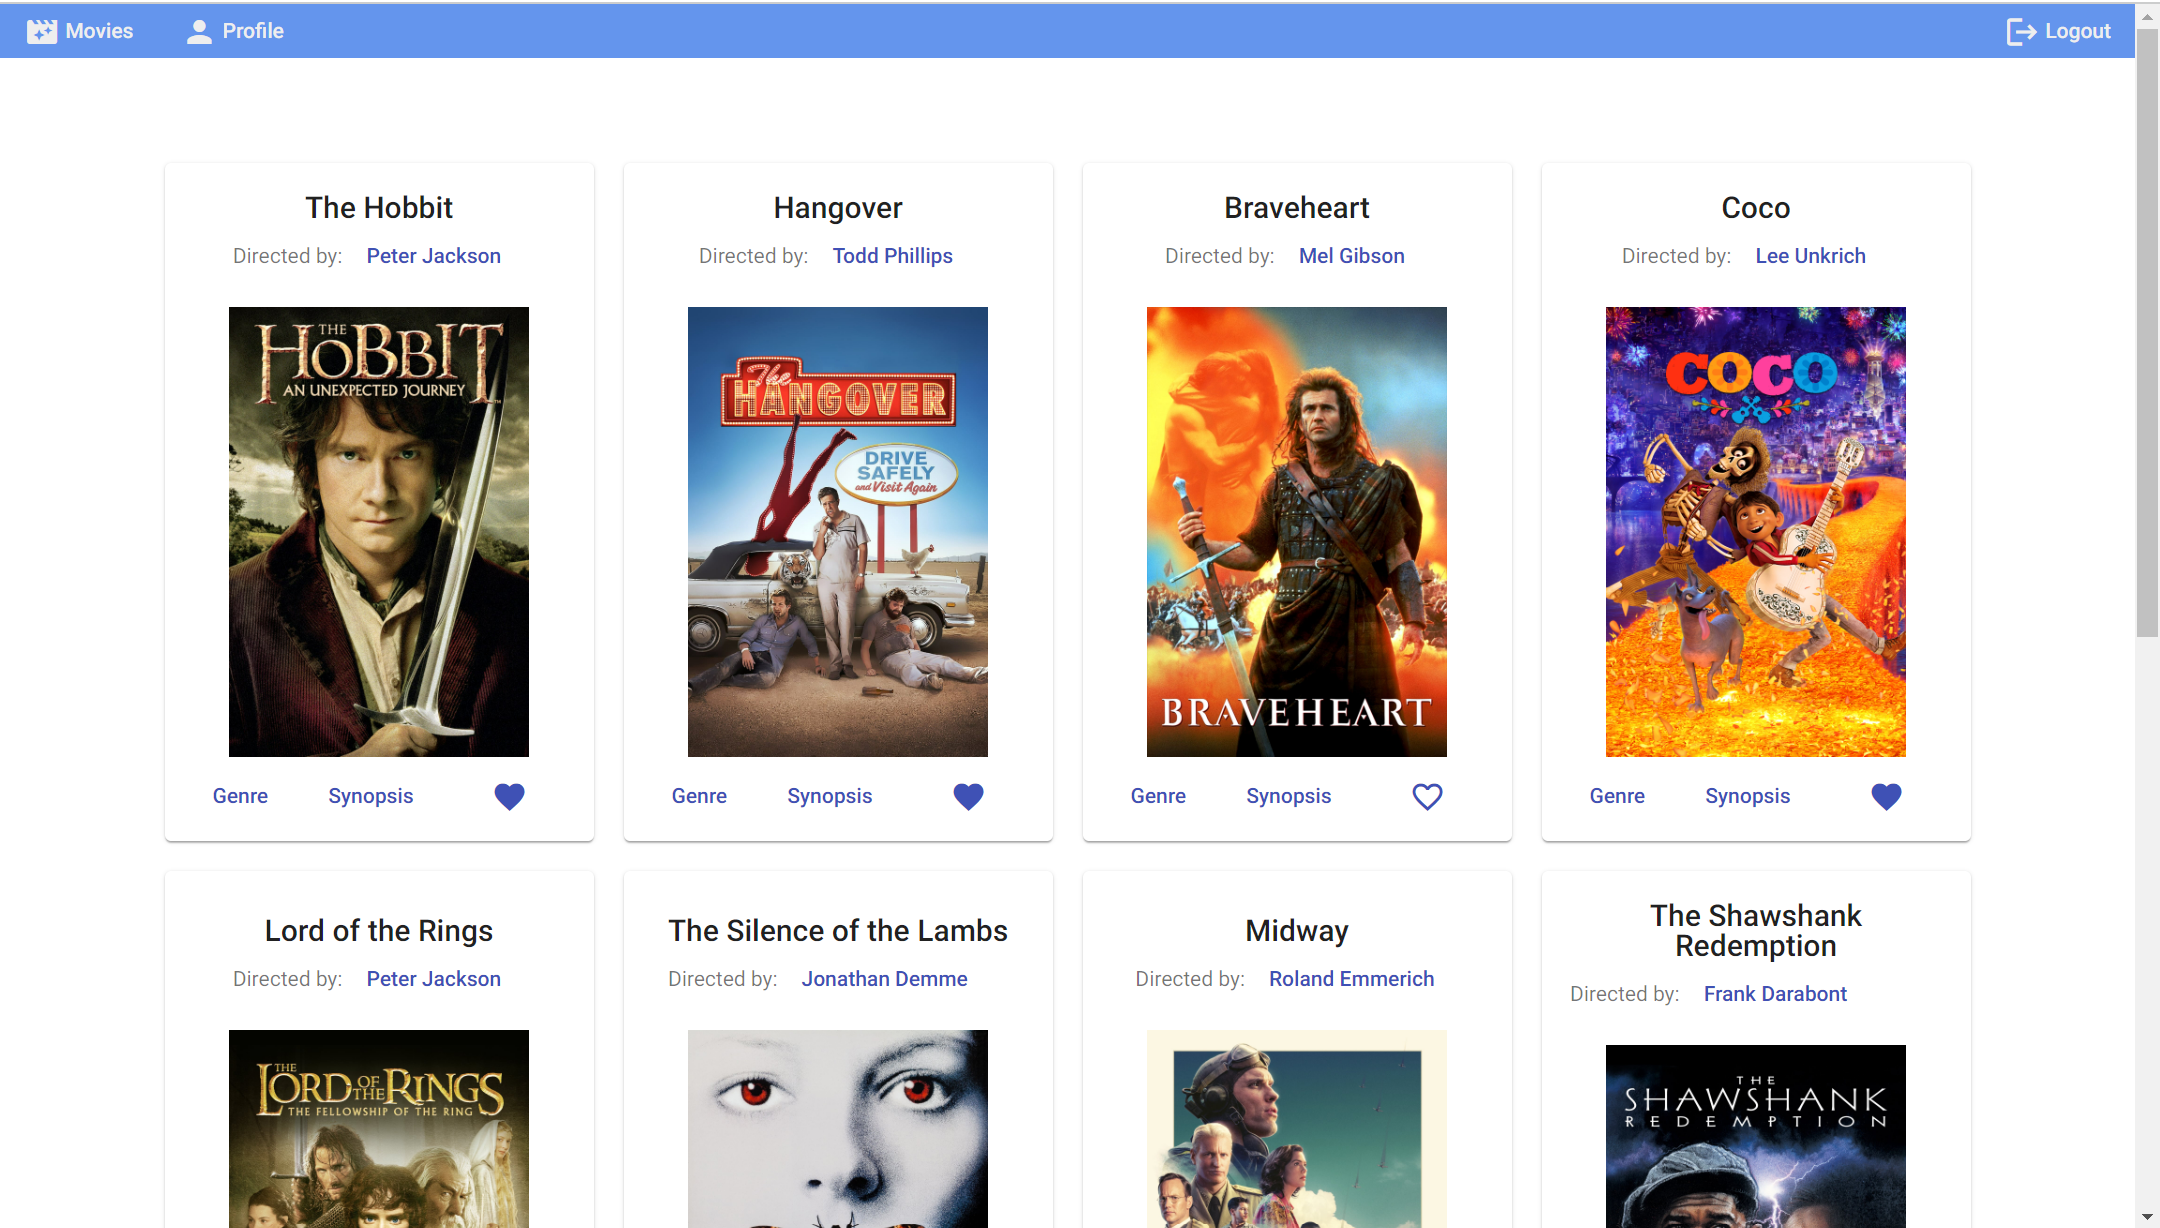 Movies
Profile
Logout
The Hobbit
Directed by: Peter Jackson
THE
HOBBIT
AN UNEXPECTED JOURNEY
Genre
Synopsis
Hangover
Directed by: Todd Phillips
The
HANGOVER
DRIVE
SAFELY
and Visit Again
Genre
Synopsis
Braveheart
Directed by: Mel Gibson
BRAVEHEART
Genre
Synopsis
Coco
Directed by: Lee Unkrich
COCO
Genre
Synopsis
Lord of the Rings
Directed by: Peter Jackson
THE
LORD OF THE RINGS
THE FELLOWSHIP OF THE RING
The Silence of the Lambs
Directed by: Jonathan Demme
Midway
Directed by: Roland Emmerich
The Shawshank
Redemption
Directed by: Frank Darabont
THE
SHAWSHANK
REDEMPTION